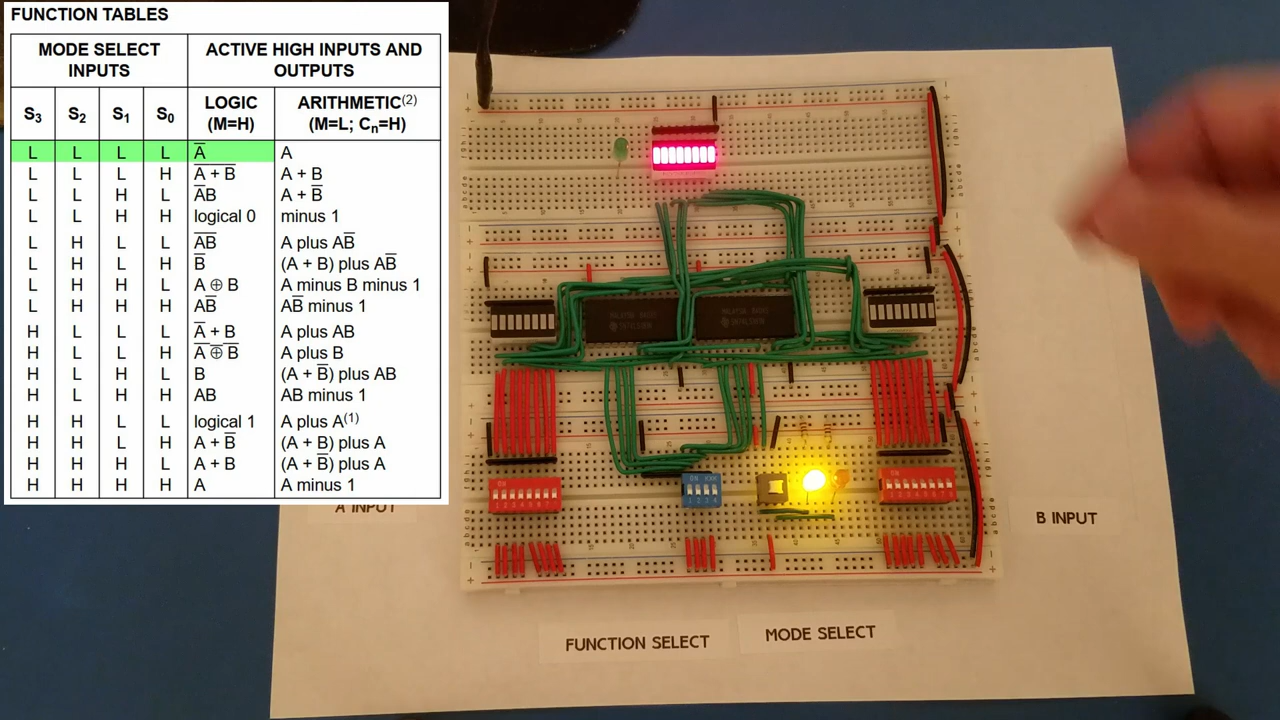 FUNCTION TABLES
MODE SELECT INPUTS ACTIVE HIGH INPUTS AND OUTPUTS
S₃ S₂ S₁ S₀ LOGIC (M=H) ARITHMETIC⁽²⁾ (M=L; Cₙ=H)
L L L L A̅ A
L L L H A̅ ̅+̅ ̅B̅ A + B
L L H L A̅B A + B̅
L L H H logical 0 minus 1
L H L L A̅B̅ A plus AB̅
L H L H B̅ (A + B) plus AB̅
L H H L A ⊕ B A minus B minus 1
L H H H AB̅ AB̅ minus 1
H L L L A̅ + B A plus AB
H L L H A̅ ̅⊕̅ ̅B̅ A plus B
H L H L B (A + B̅) plus AB
H L H H AB AB minus 1
H H L L logical 1 A plus A⁽¹⁾
H H L H A + B̅ (A + B) plus A
H H H L A + B (A + B̅) plus A
H H H H A A minus 1
A INPUT
B INPUT
FUNCTION SELECT
MODE SELECT